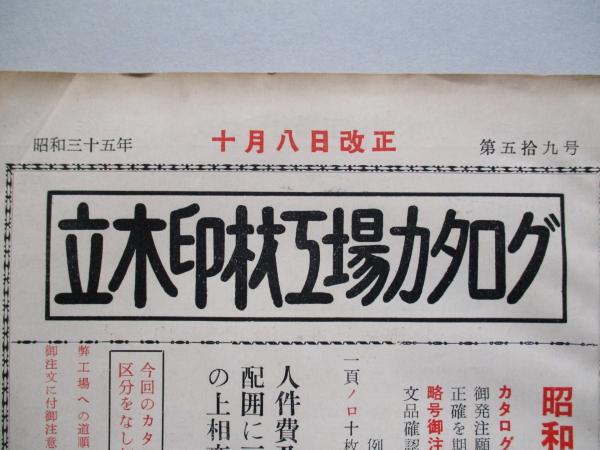 昭和三十五年
十月八日改正
第五拾九号
立木印材工場カタログ
昭和
カタログ
御発注願
正確を期
略号御注
文品確認
例
一頁ノロ十枚
人件費
配囲に
の上相
今回のカタ
区分をなし
弊工場への道順
御注文に付御注意